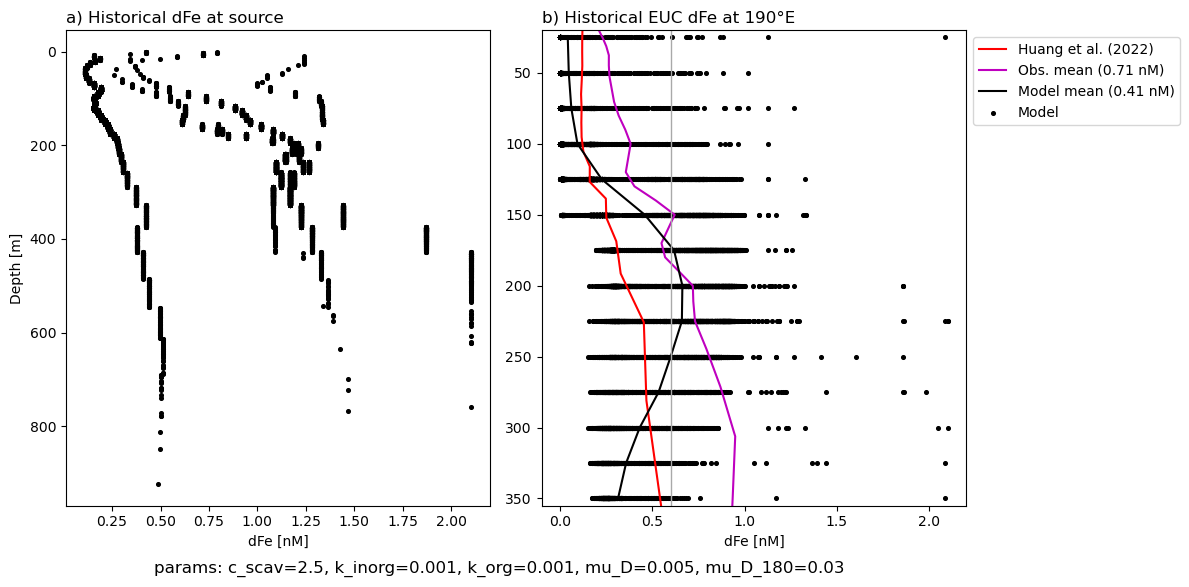 a) Historical dFe at source
0
200
400
600
800
Depth [m]
0.25 0.50 0.75 1.00 1.25 1.50 1.75 2.00
dFe [nM]
b) Historical EUC dFe at 190°E
50
100
150
200
250
300
350
0.0 0.5 1.0 1.5 2.0
dFe [nM]
Huang et al. (2022)
Obs. mean (0.71 nM)
Model mean (0.41 nM)
Model
params: c_scav=2.5, k_inorg=0.001, k_org=0.001, mu_D=0.005, mu_D_180=0.03